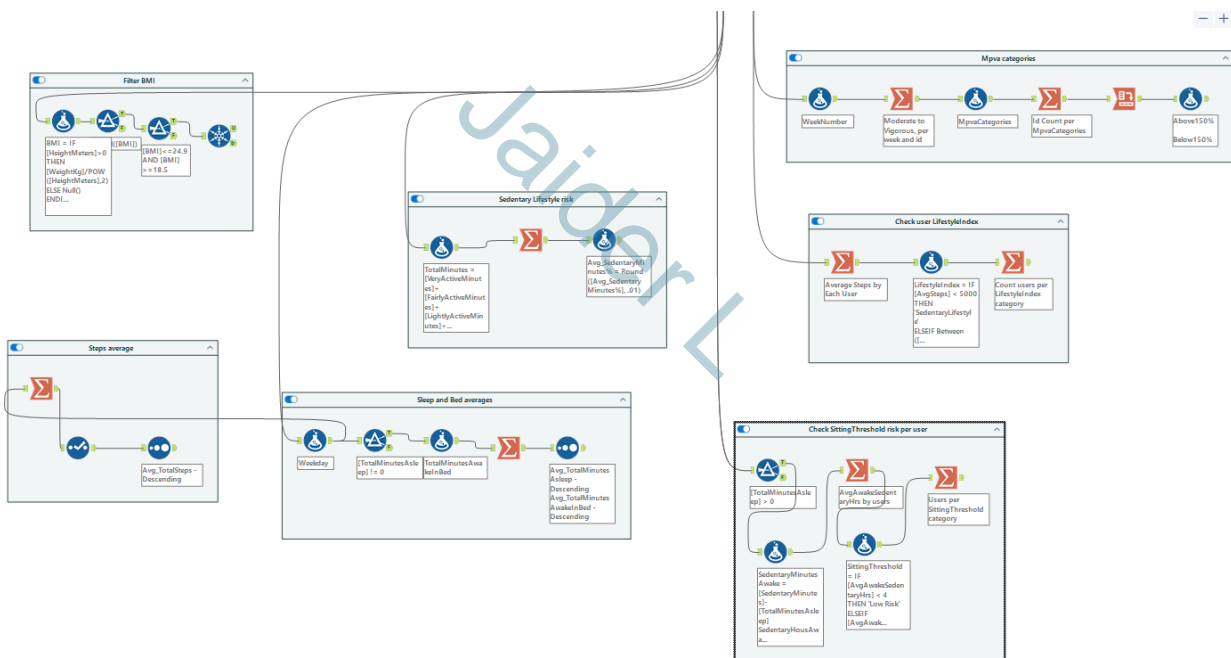 Filter BMI
T
F
T
F
U
D
BMI = IF
[HeightMeters]>0
THEN
[WeightKg]/POW
([HeightMeters],2)
ELSE Null()
ENDI...
([BMI])
[BMI]<=24.9
AND [BMI]
>=18.5
Mpva categories
WeekNumber
Moderate to
Vigorous, per
week and id
MpvaCategories
Id Count per
MpvaCategories
Above150%
Below150%
Sedentary Lifestyle risk
TotalMinutes =
[VeryActiveMinut
es]+
[FairlyActiveMinut
es]+
[LightlyActiveMin
utes]+...
Avg_SedentaryMi
nutes% = Round
([Avg_Sedentary
Minutes%], .01)
Check user LifestyleIndex
Average Steps by
Each User
LifestyleIndex = IF
[AvgSteps] < 5000
THEN
'SedentaryLifestyl
e'
ELSEIF Between
([...
Count users per
LifestyleIndex
category
Steps average
Avg_TotalSteps -
Descending
Sleep and Bed averages
Weekday
T
F
[TotalMinutesAsle
ep] != 0
TotalMinutesAwa
keInBed
Avg_TotalMinutes
Asleep -
Descending
Avg_TotalMinutes
AwakeInBed -
Descending
Check SittingThreshold risk per user
T
F
[TotalMinutesAsle
ep] > 0
AvgAwakeSedent
aryHrs by users
Users per
SittingThreshold
category
SedentaryMinutes
Awake =
[SedentaryMinute
s]-
[TotalMinutesAsle
ep]
SedentaryHousAw
a...
SittingThreshold
= IF
[AvgAwakeSeden
taryHrs] < 4
THEN 'Low Risk'
ELSEIF
[AvgAwak...
Jaider L